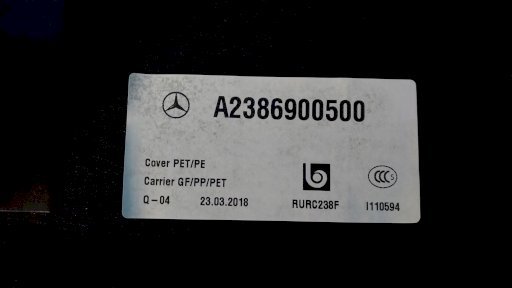 A2386900500
Cover PET/PE
Carrier GF/PP/PET
Q-04 23.03.2018 RURC238F I110594
CCC S